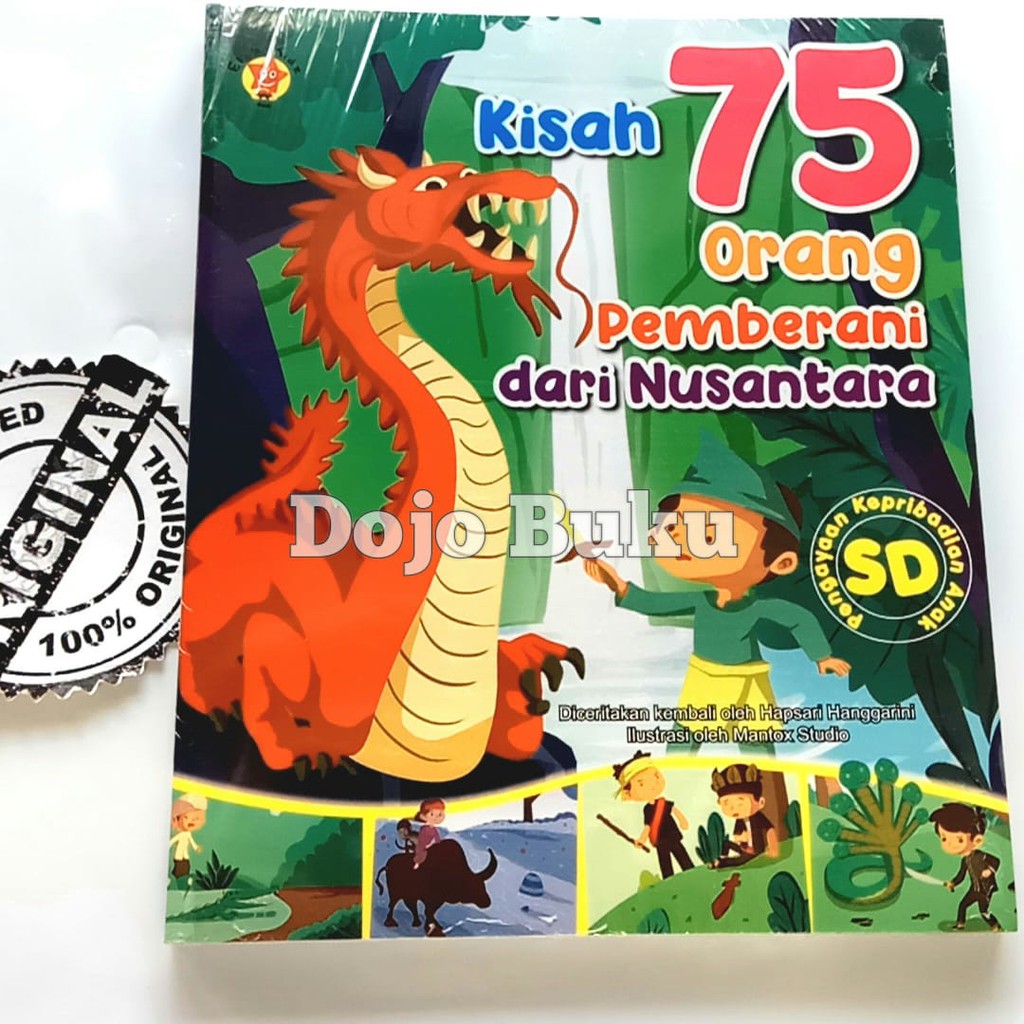 Kisah 75
Orang
Pemberani
dari Nusantara
Dojo Buku
Pengayaan Kepribadian Anak
SD
Diceritakan kembali oleh Hapsari Hanggarini
Ilustrasi oleh Mantox Studio
ORIGINAL
100% ORIGINAL